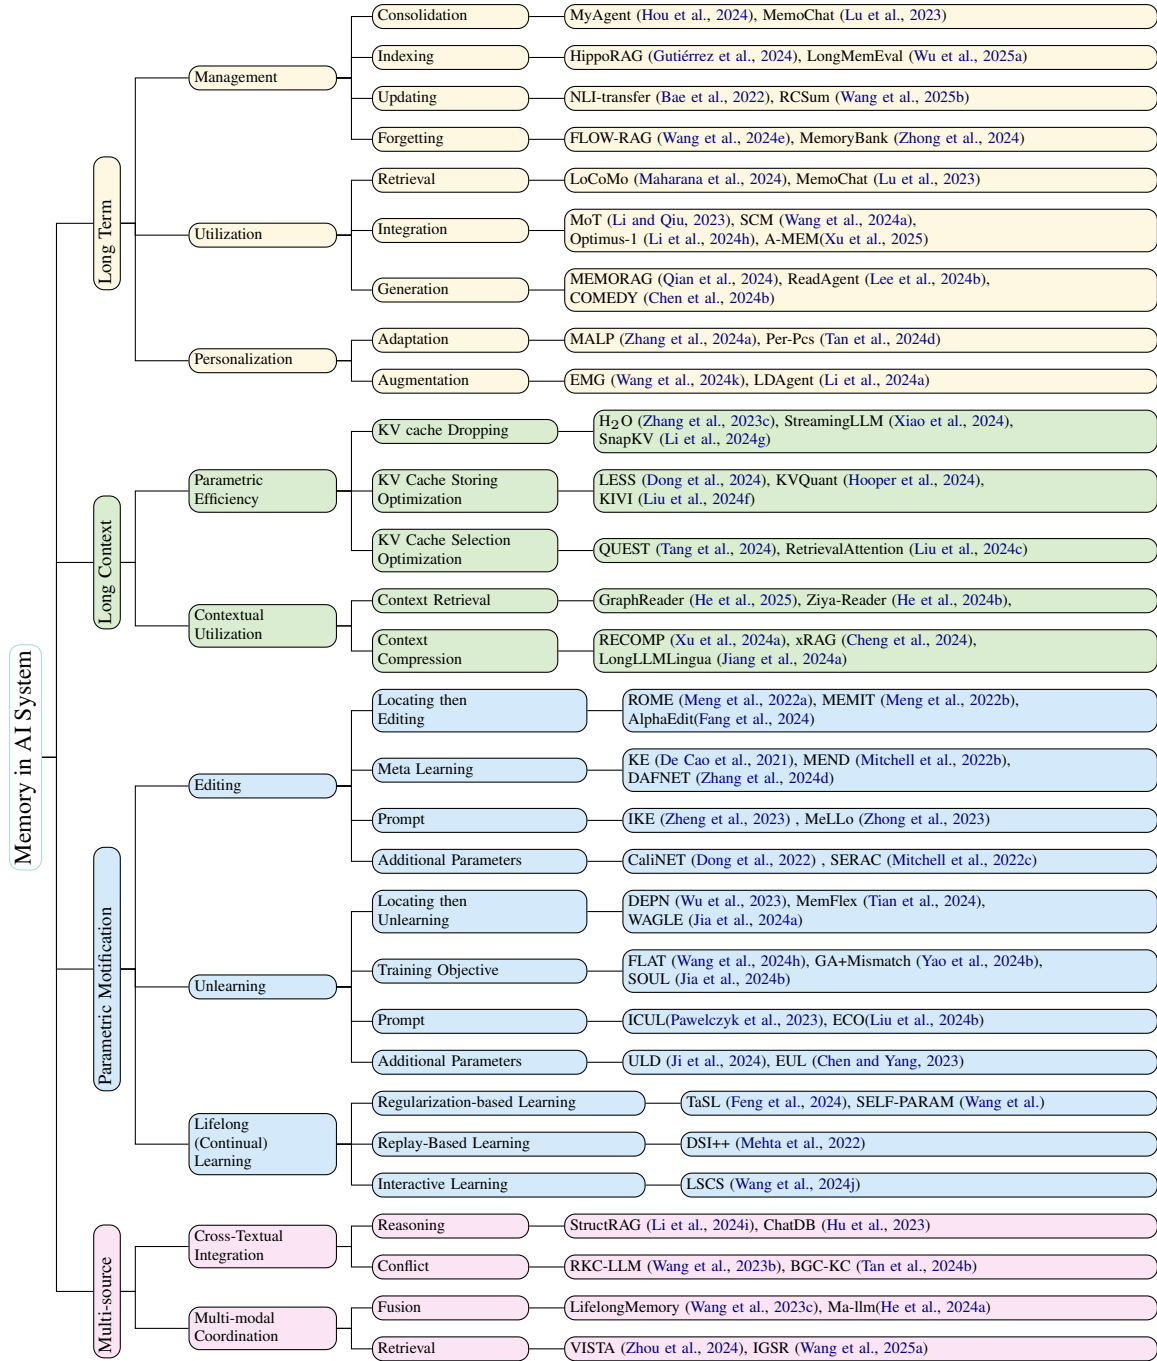 Memory in AI System
Long Term
Management
Consolidation
MyAgent (Hou et al., 2024), MemoChat (Lu et al., 2023)
Indexing
HippoRAG (Gutiérrez et al., 2024), LongMemEval (Wu et al., 2025a)
Updating
NLI-transfer (Bae et al., 2022), RCSum (Wang et al., 2025b)
Forgetting
FLOW-RAG (Wang et al., 2024e), MemoryBank (Zhong et al., 2024)
Utilization
Retrieval
LoCoMo (Maharana et al., 2024), MemoChat (Lu et al., 2023)
Integration
MoT (Li and Qiu, 2023), SCM (Wang et al., 2024a),
Optimus-1 (Li et al., 2024h), A-MEM(Xu et al., 2025)
Generation
MEMORAG (Qian et al., 2024), ReadAgent (Lee et al., 2024b),
COMEDY (Chen et al., 2024b)
Personalization
Adaptation
MALP (Zhang et al., 2024a), Per-Pcs (Tan et al., 2024d)
Augmentation
EMG (Wang et al., 2024k), LDAgent (Li et al., 2024a)
Long Context
Parametric
Efficiency
KV cache Dropping
H2O (Zhang et al., 2023c), StreamingLLM (Xiao et al., 2024),
SnapKV (Li et al., 2024g)
KV Cache Storing
Optimization
LESS (Dong et al., 2024), KVQuant (Hooper et al., 2024),
KIVI (Liu et al., 2024f)
KV Cache Selection
Optimization
QUEST (Tang et al., 2024), RetrievalAttention (Liu et al., 2024c)
Contextual
Utilization
Context Retrieval
GraphReader (He et al., 2025), Ziya-Reader (He et al., 2024b),
Context
Compression
RECOMP (Xu et al., 2024a), xRAG (Cheng et al., 2024),
LongLLMLingua (Jiang et al., 2024a)
Parametric Motification
Editing
Locating then
Editing
ROME (Meng et al., 2022a), MEMIT (Meng et al., 2022b),
AlphaEdit(Fang et al., 2024)
Meta Learning
KE (De Cao et al., 2021), MEND (Mitchell et al., 2022b),
DAFNET (Zhang et al., 2024d)
Prompt
IKE (Zheng et al., 2023) , MeLLo (Zhong et al., 2023)
Additional Parameters
CaliNET (Dong et al., 2022) , SERAC (Mitchell et al., 2022c)
Unlearning
Locating then
Unlearning
DEPN (Wu et al., 2023), MemFlex (Tian et al., 2024),
WAGLE (Jia et al., 2024a)
Training Objective
FLAT (Wang et al., 2024h), GA+Mismatch (Yao et al., 2024b),
SOUL (Jia et al., 2024b)
Prompt
ICUL(Pawelczyk et al., 2023), ECO(Liu et al., 2024b)
Additional Parameters
ULD (Ji et al., 2024), EUL (Chen and Yang, 2023)
Lifelong
(Continual)
Learning
Regularization-based Learning
TaSL (Feng et al., 2024), SELF-PARAM (Wang et al.)
Replay-Based Learning
DSI++ (Mehta et al., 2022)
Interactive Learning
LSCS (Wang et al., 2024j)
Multi-source
Cross-Textual
Integration
Reasoning
StructRAG (Li et al., 2024i), ChatDB (Hu et al., 2023)
Conflict
RKC-LLM (Wang et al., 2023b), BGC-KC (Tan et al., 2024b)
Multi-modal
Coordination
Fusion
LifelongMemory (Wang et al., 2023c), Ma-llm(He et al., 2024a)
Retrieval
VISTA (Zhou et al., 2024), IGSR (Wang et al., 2025a)